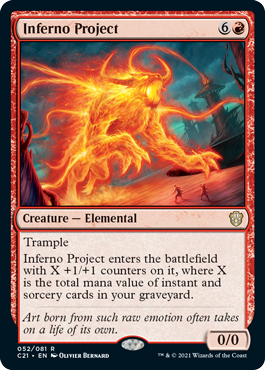 Inferno Project 6
Creature — Elemental
Trample
Inferno Project enters the battlefield
with X +1/+1 counters on it, where X
is the total mana value of instant and
sorcery cards in your graveyard.
Art born from such raw emotion often takes
on a life of its own.
0/0
052/081 R
C21 • EN Olivier Bernard
™ & © 2021 Wizards of the Coast